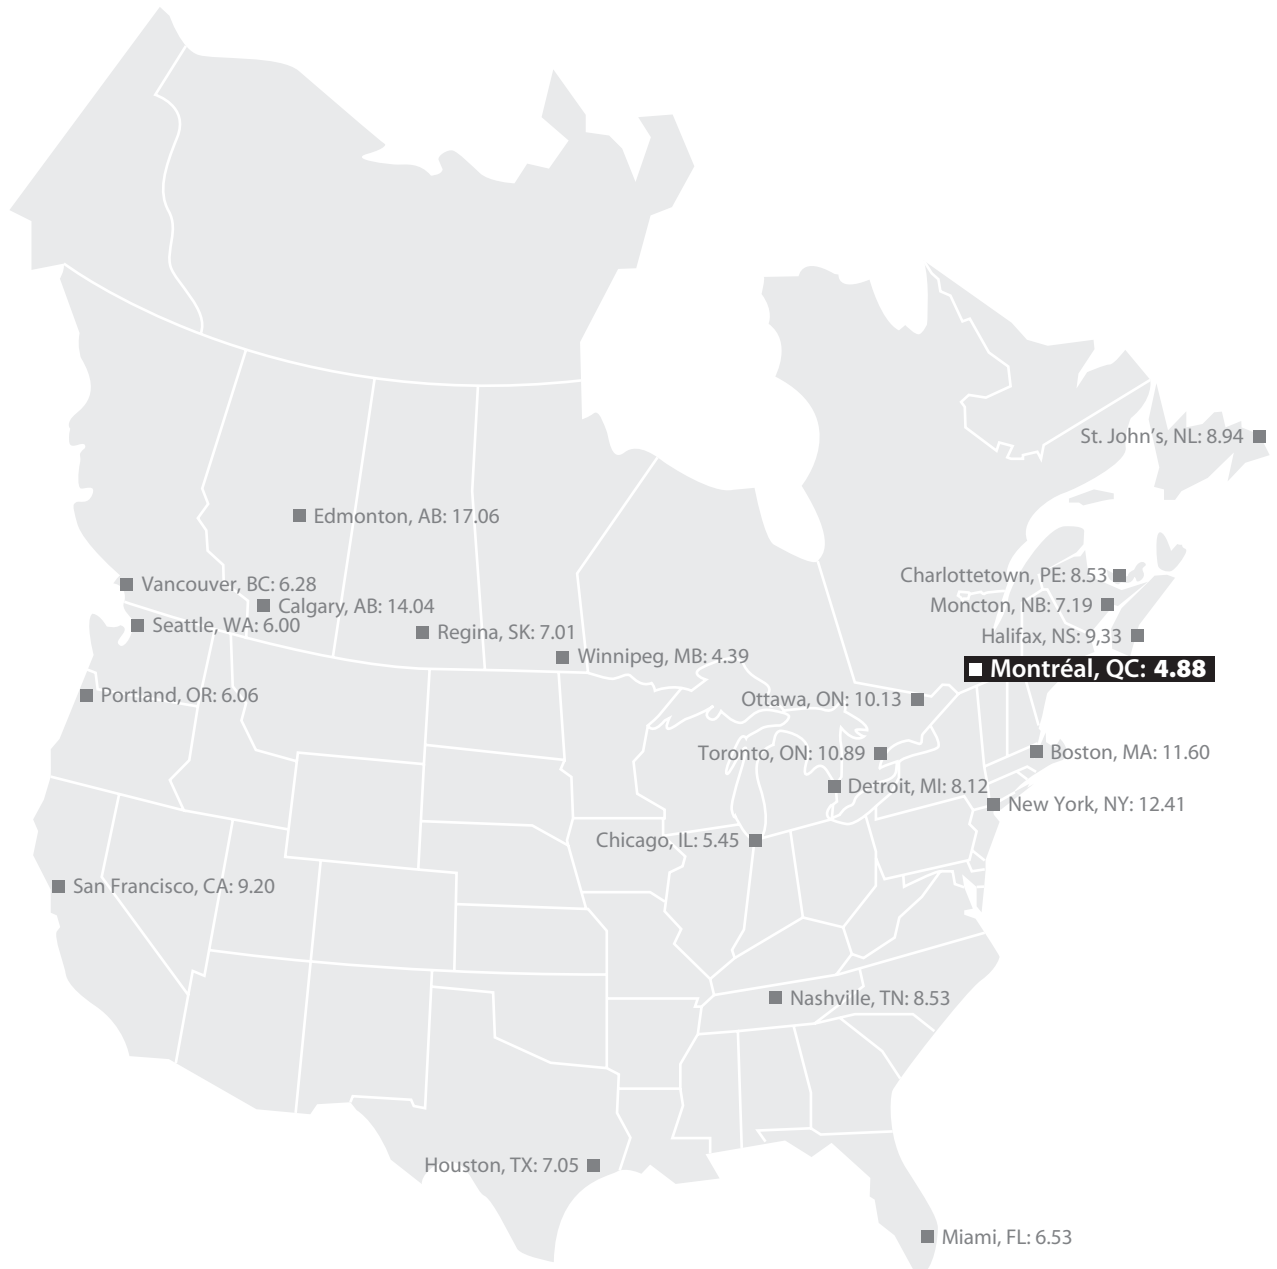 St. John's, NL: 8.94
Edmonton, AB: 17.06
Charlottetown, PE: 8.53
Vancouver, BC: 6.28
Calgary, AB: 14.04
Moncton, NB: 7.19
Seattle, WA: 6.00
Regina, SK: 7.01
Halifax, NS: 9,33
Winnipeg, MB: 4.39
Montréal, QC: 4.88
Portland, OR: 6.06
Ottawa, ON: 10.13
Toronto, ON: 10.89
Boston, MA: 11.60
Detroit, MI: 8.12
New York, NY: 12.41
Chicago, IL: 5.45
San Francisco, CA: 9.20
Nashville, TN: 8.53
Houston, TX: 7.05
Miami, FL: 6.53